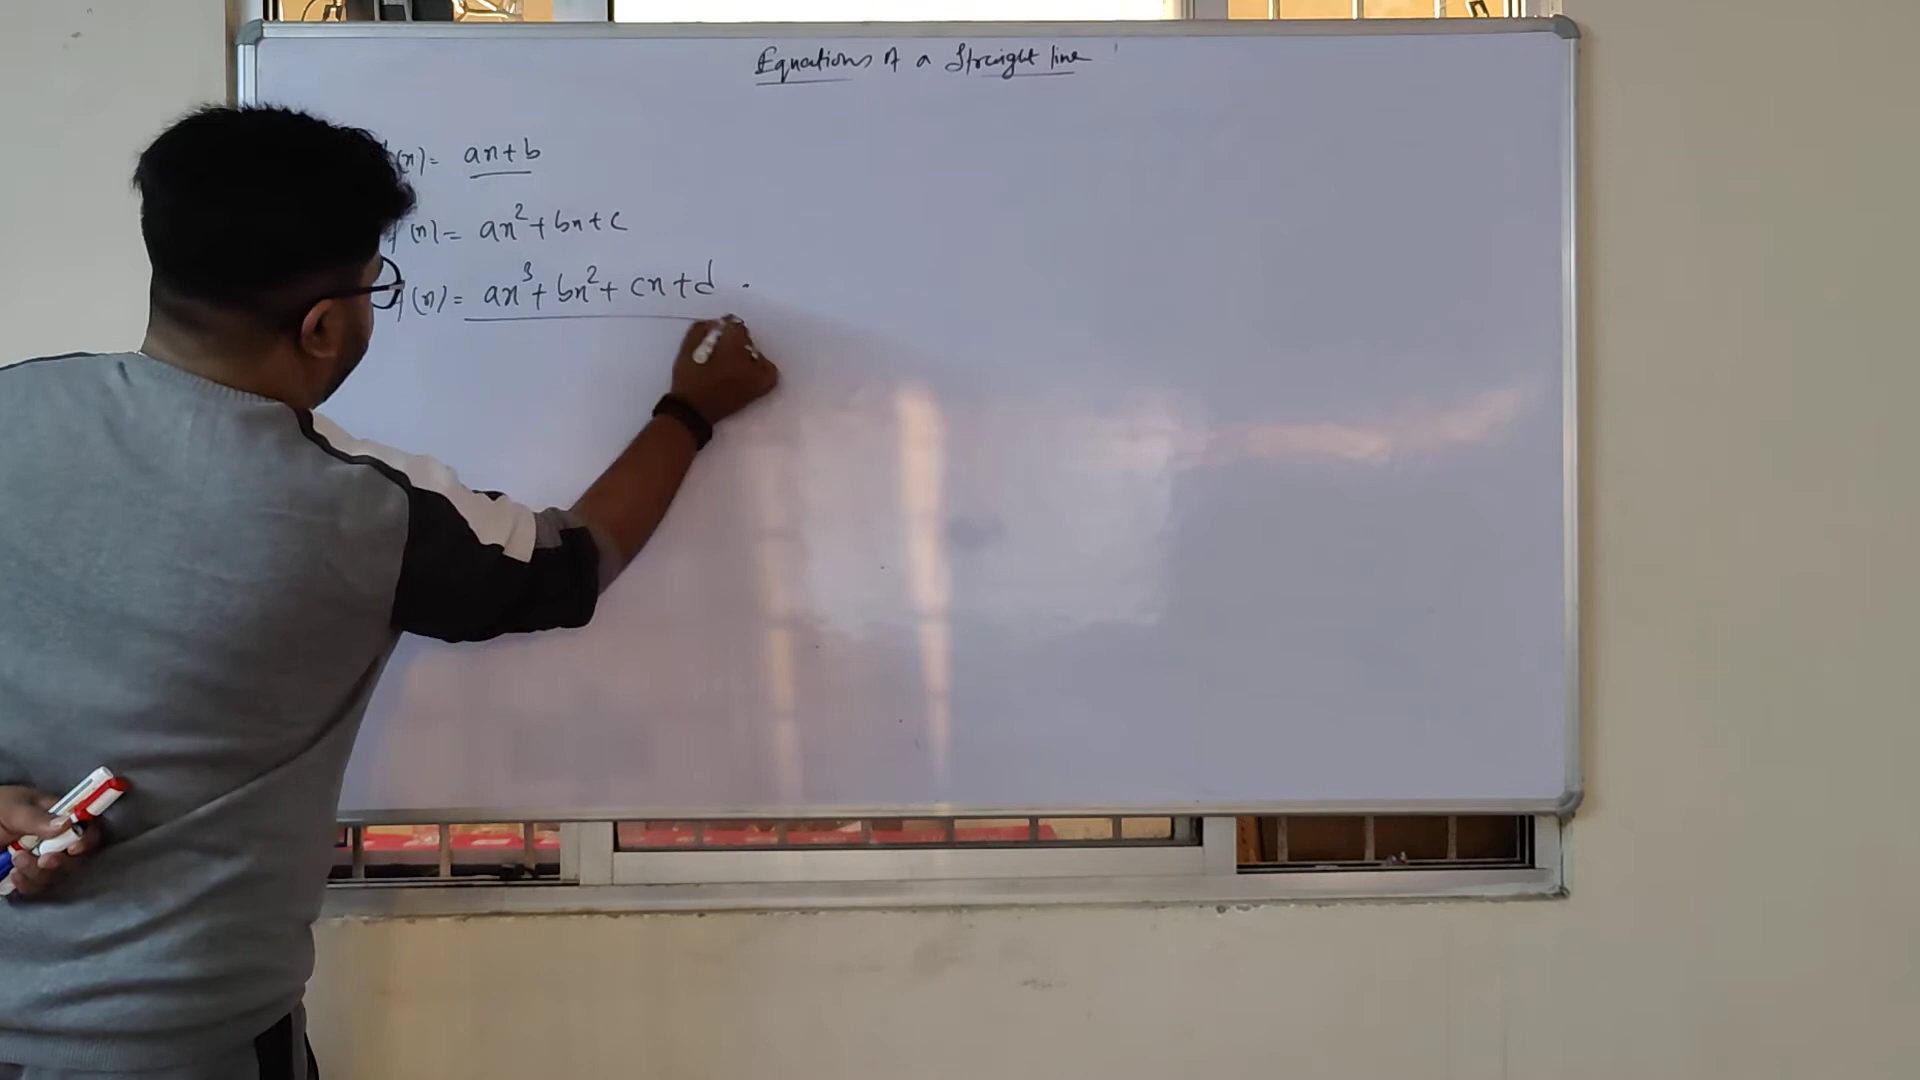 Equations of a Straight line
f(x)= ax+b
f(x)= ax²+bx+c
f(x)= ax³+bx²+cx+d .